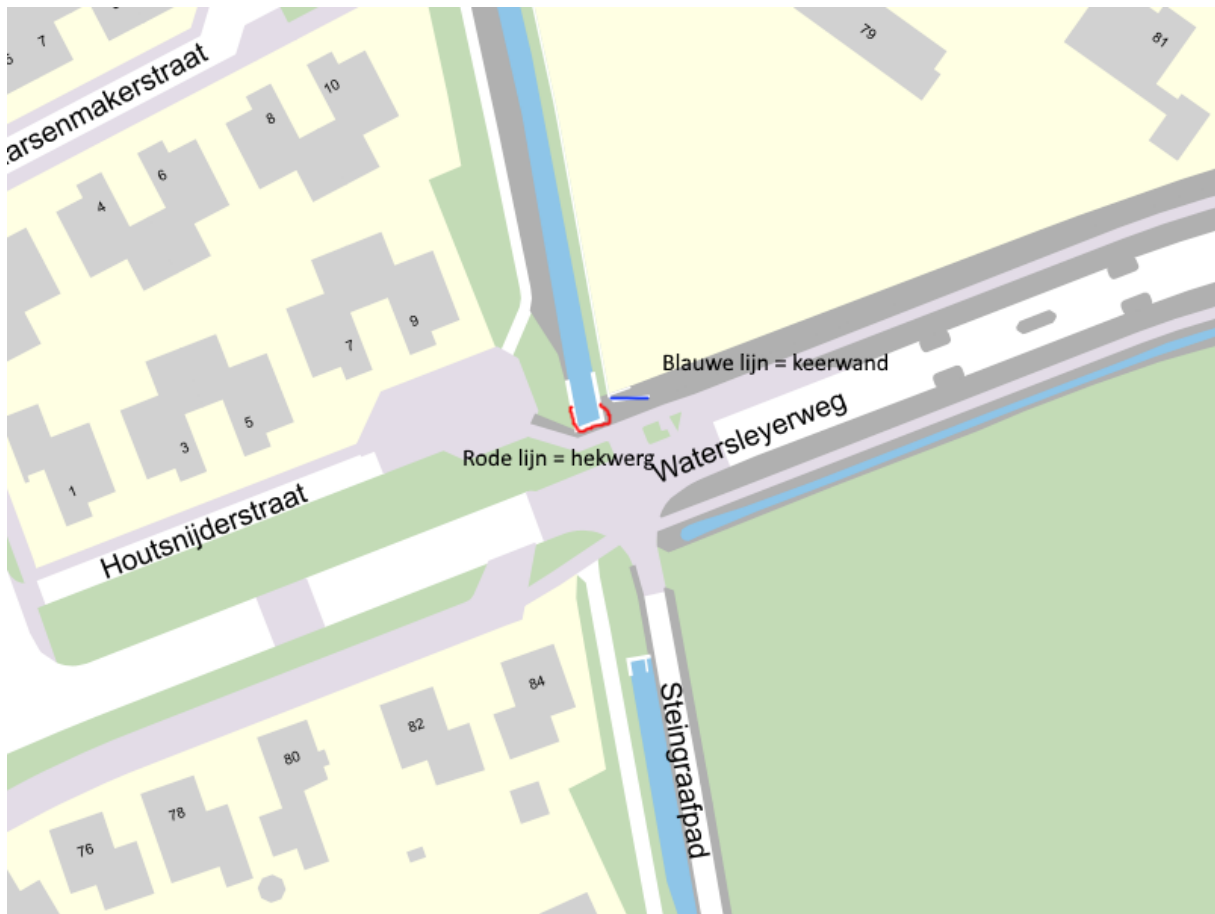 7
79
81
arsenmakerstraat
10
8
6
4
Blauwe lijn = keerwand
9
7
5
3
1
Rode lijn = hekwerg
Watersleyerweg
Houtsnijderstraat
84
82
80
78
76
Steingraafpad